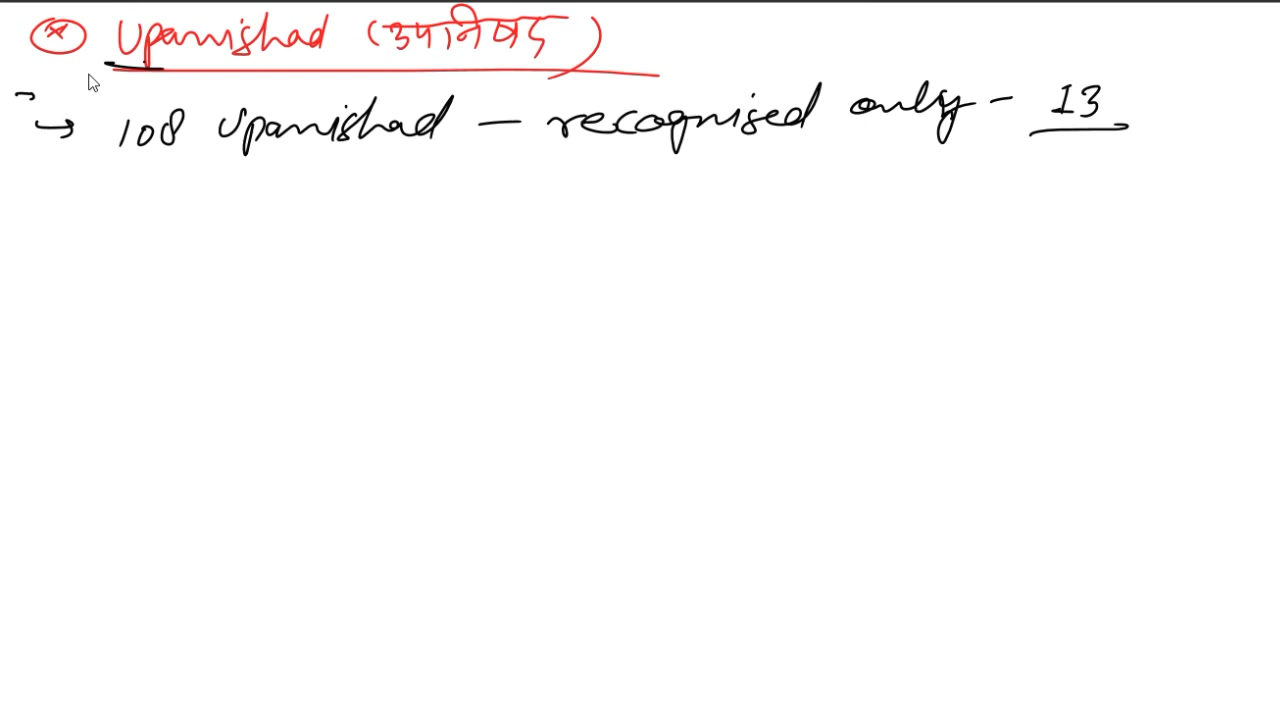 Upanishad (उपनिषद)
→ 108 Upanishad – recognised only – 13